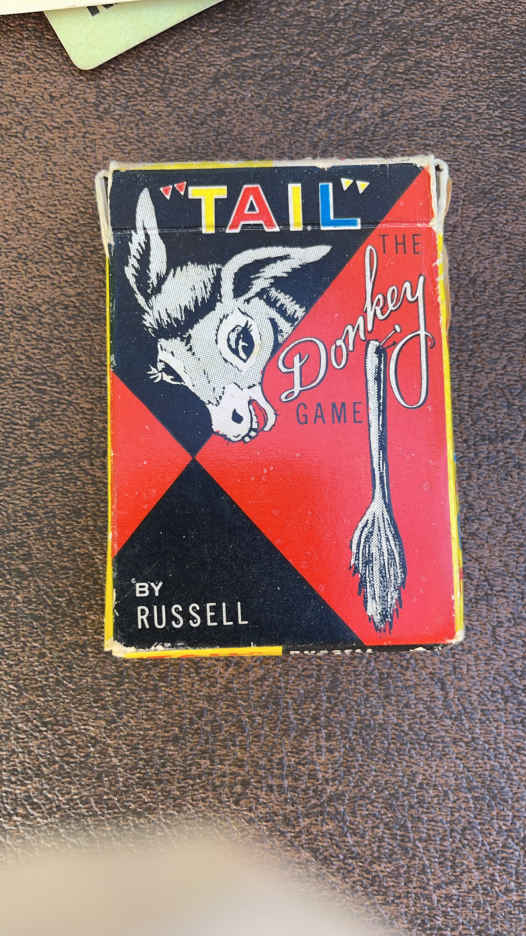 "TAIL"
THE
Donkey
GAME
©BY
RUSSELL